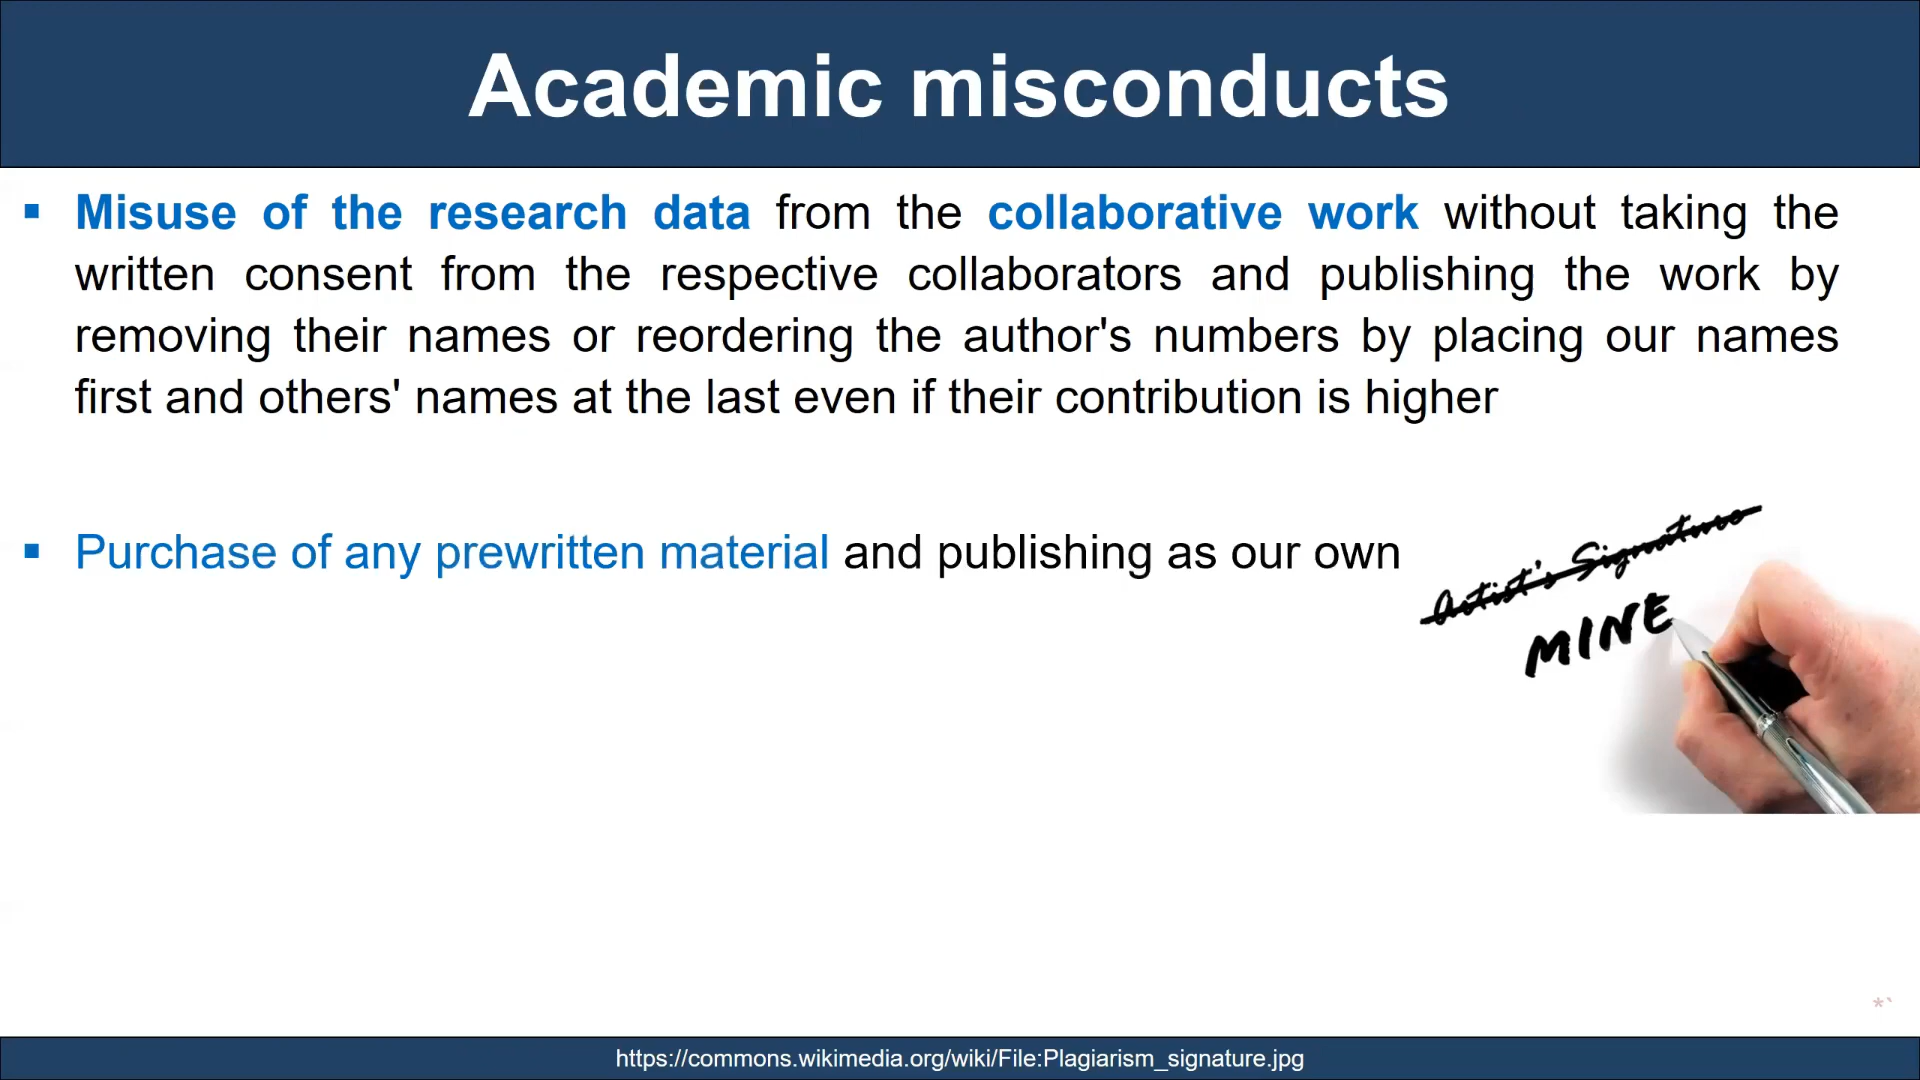 Academic misconducts
▪ Misuse of the research data from the collaborative work without taking the
written consent from the respective collaborators and publishing the work by
removing their names or reordering the author's numbers by placing our names
first and others' names at the last even if their contribution is higher
▪ Purchase of any prewritten material and publishing as our own
Artist's Signature
MINE
*`
https://commons.wikimedia.org/wiki/File:Plagiarism_signature.jpg